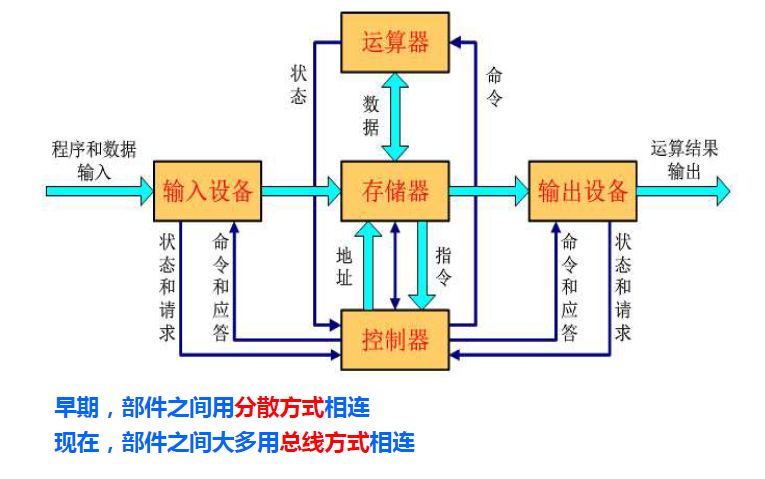 运算器
状态
命令
数据
程序和数据
输入
运算结果
输出
输入设备
存储器
输出设备
状态和请求
命令和应答
地址
指令
命令和应答
状态和请求
控制器
早期，部件之间用分散方式相连
现在，部件之间大多用总线方式相连